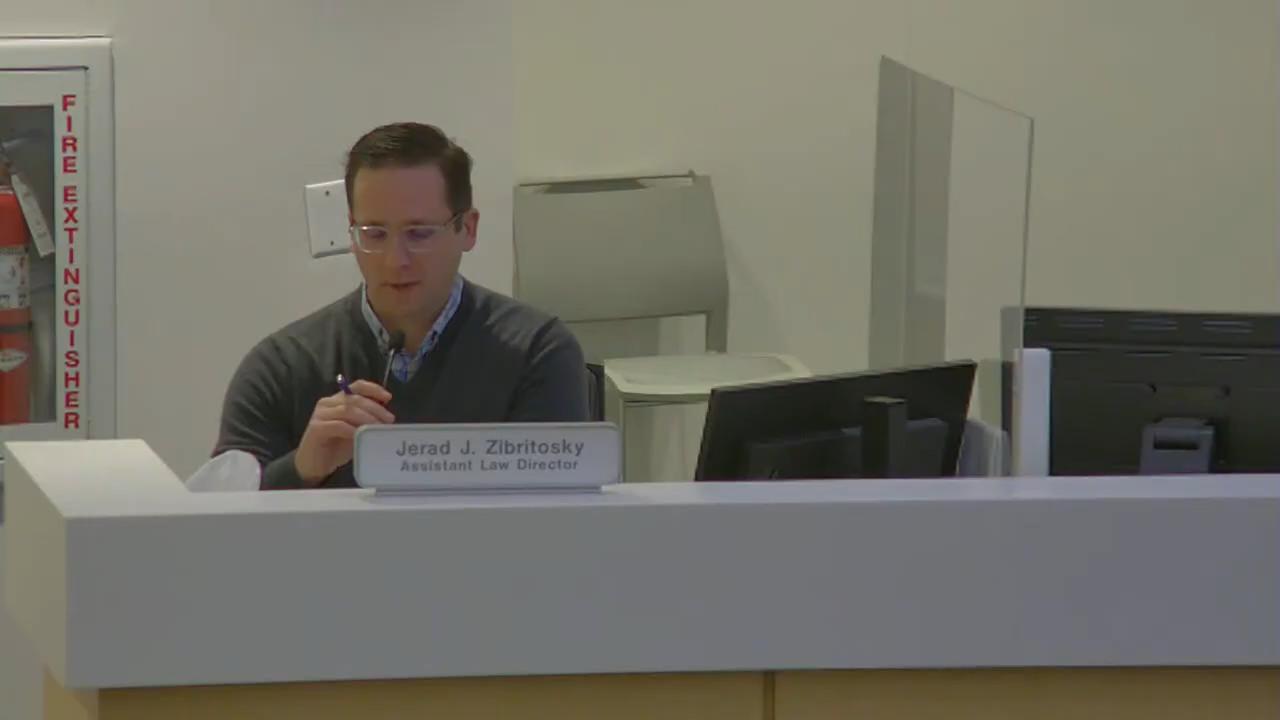 FIRE EXTINGUISHER
Jerad J. Zibritosky
Assistant Law Director